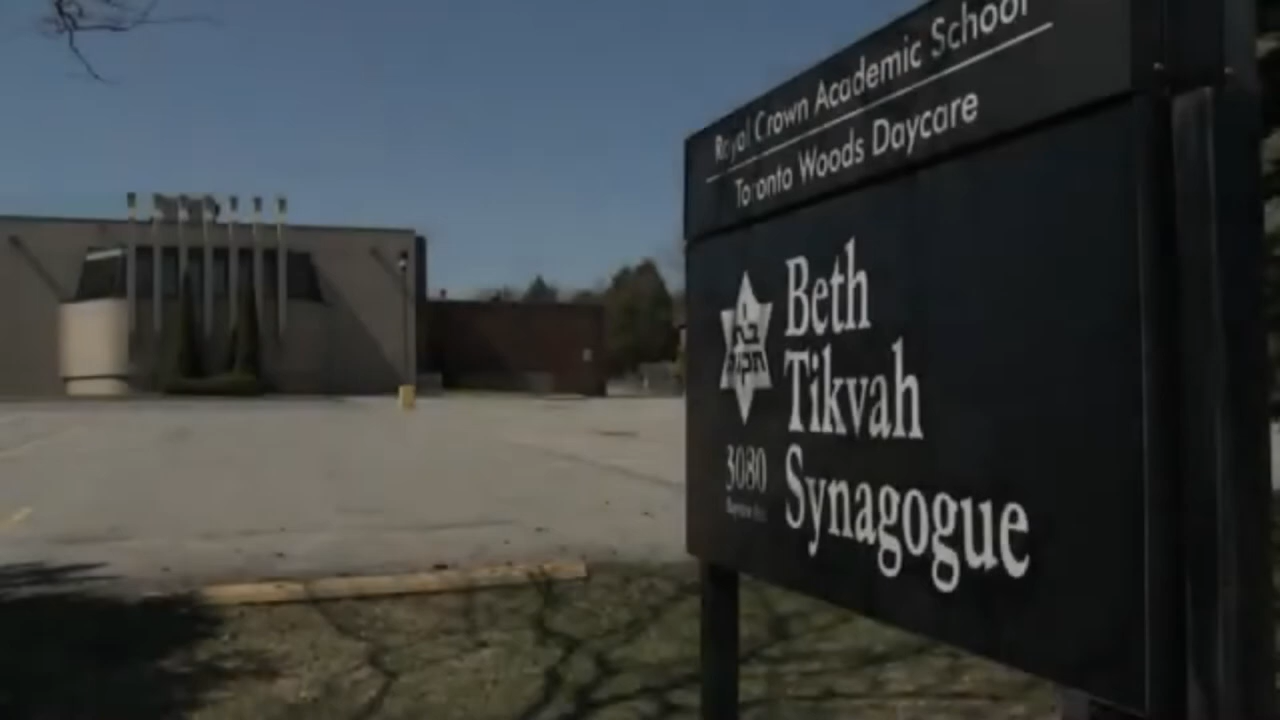 Royal Crown Academic School
Toronto Woods Daycare
Beth
Tikvah
Synagogue
3080